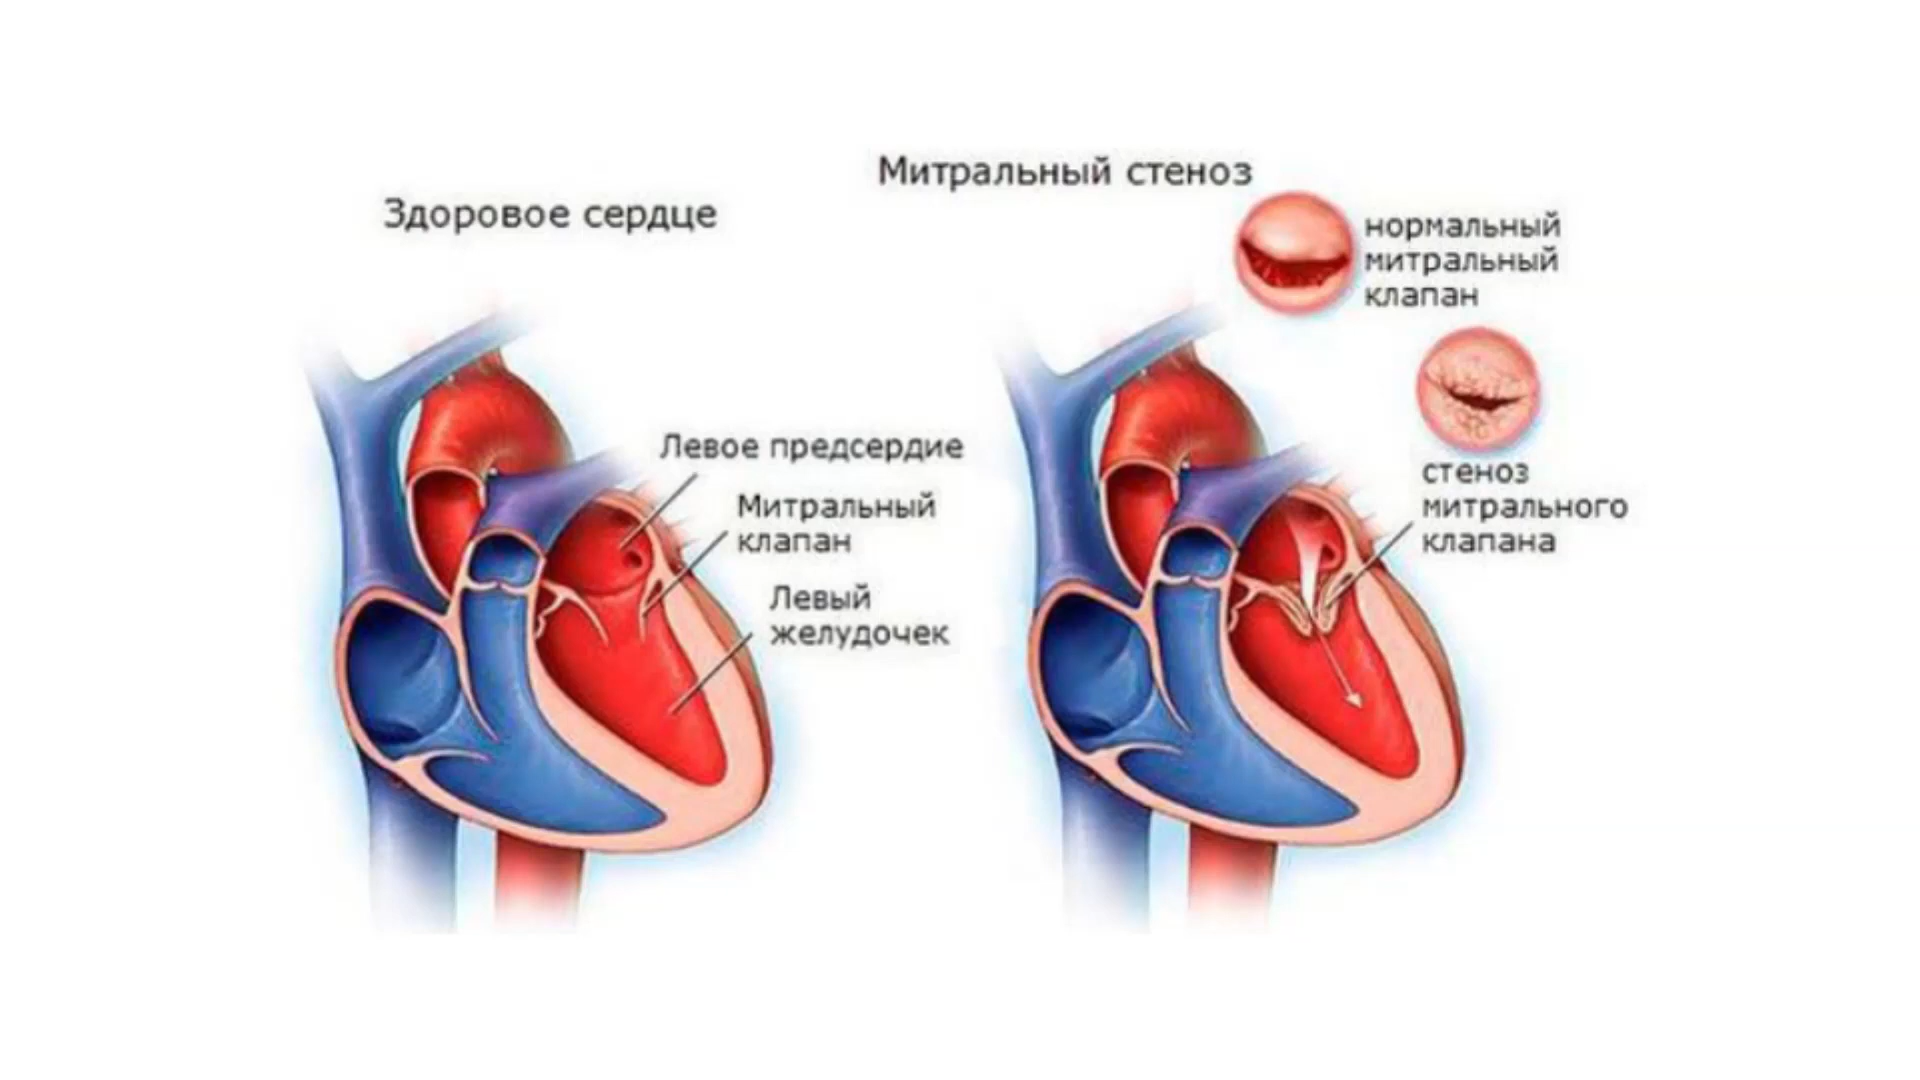 Здоровое сердце
Левое предсердие
Митральный
клапан
Левый
желудочек
Митральный стеноз
нормальный
митральный
клапан
стеноз
митрального
клапана